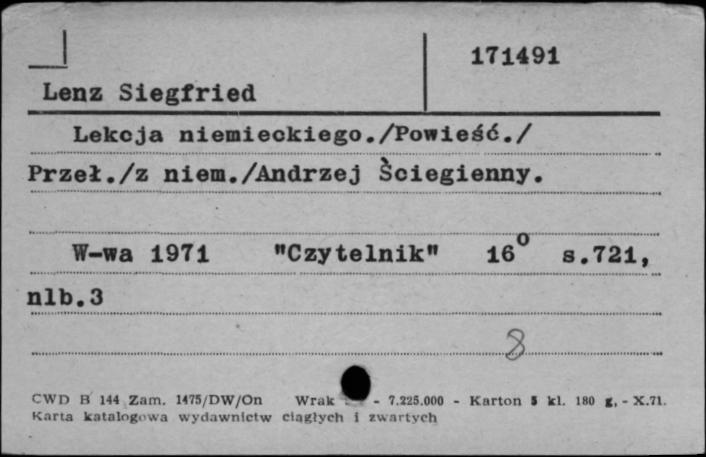 171491
Lenz Siegfried
Lekcja niemieckiego./Powieść./
Przeł./z niem./Andrzej Ściegienny.
W-wa 1971 "Czytelnik" 16° s.721,
nlb.3
8
CWD B 144 Zam. 1475/DW/On Wrak - 7.225.000 - Karton 5 kl. 180 g, - X.71.
Karta katalogowa wydawnictw ciągłych i zwartych